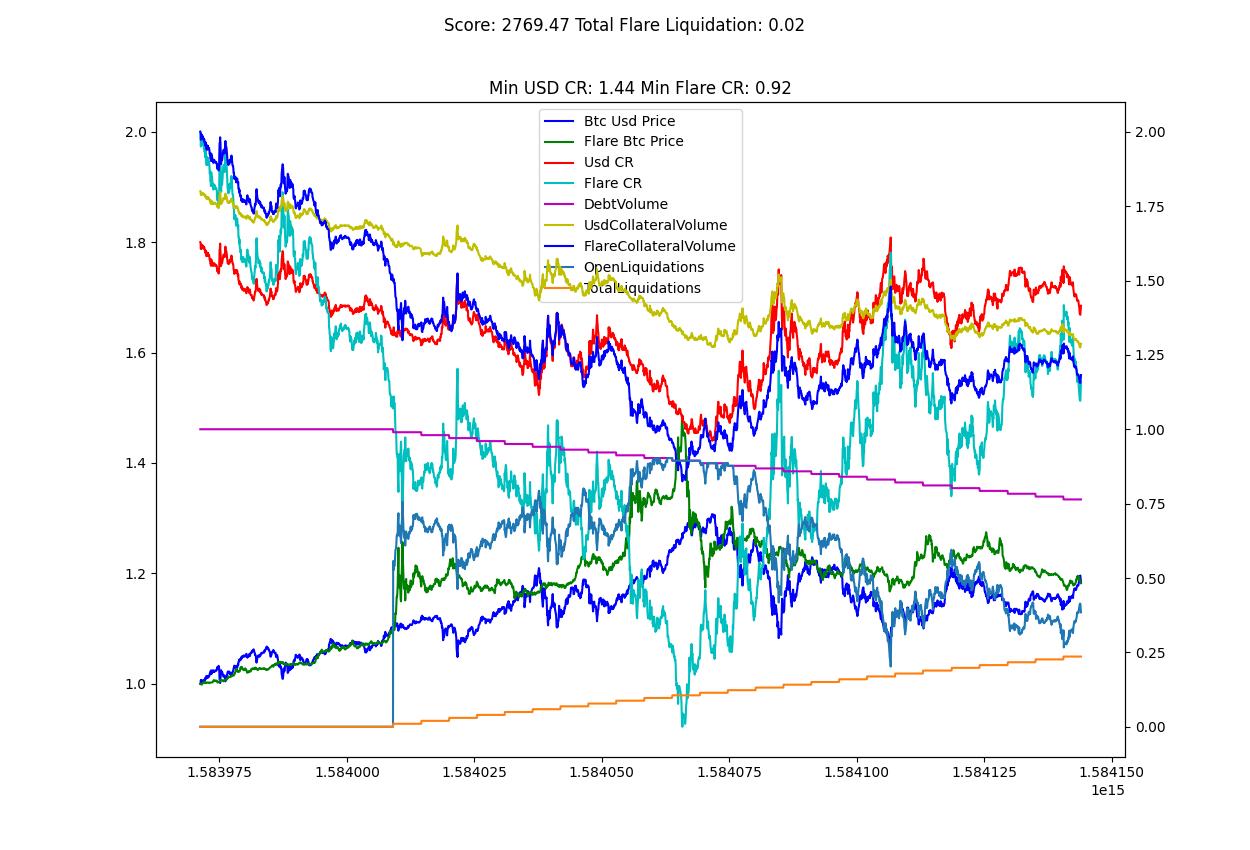 Score: 2769.47 Total Flare Liquidation: 0.02
Min USD CR: 1.44 Min Flare CR: 0.92
Btc Usd Price
Flare Btc Price
Usd CR
Flare CR
DebtVolume
UsdCollateralVolume
FlareCollateralVolume
OpenLiquidations
TotalLiquidations
2.0
1.8
1.6
1.4
1.2
1.0
2.00
1.75
1.50
1.25
1.00
0.75
0.50
0.25
0.00
1.583975 1.584000 1.584025 1.584050 1.584075 1.584100 1.584125 1.584150
1e15